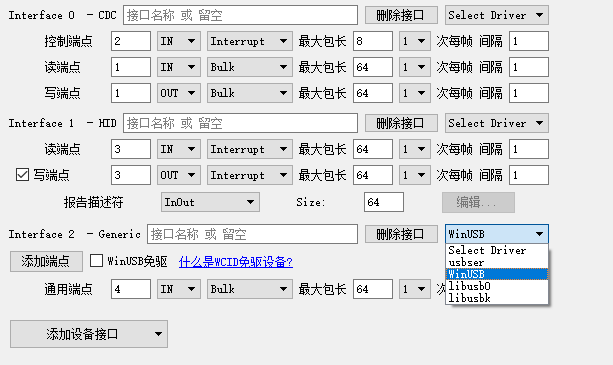 Interface 0 - CDC 接口名称 或 留空 删除接口 Select Driver
控制端点 2 IN Interrupt 最大包长 8 1 次每帧 间隔 1
读端点 1 IN Bulk 最大包长 64 1 次每帧 间隔 1
写端点 1 OUT Bulk 最大包长 64 1 次每帧 间隔 1
Interface 1 - HID 接口名称 或 留空 删除接口 Select Driver
读端点 3 IN Interrupt 最大包长 64 1 次每帧 间隔 1
写端点 3 OUT Interrupt 最大包长 64 1 次每帧 间隔 1
报告描述符 InOut Size: 64 编辑...
Interface 2 - Generic 接口名称 或 留空 删除接口 WinUSB
Select Driver
添加端点 WinUSB免驱 什么是WCID免驱设备? usbser
WinUSB
通用端点 4 IN Bulk 最大包长 64 1 次 libusb0
libusbk
添加设备接口